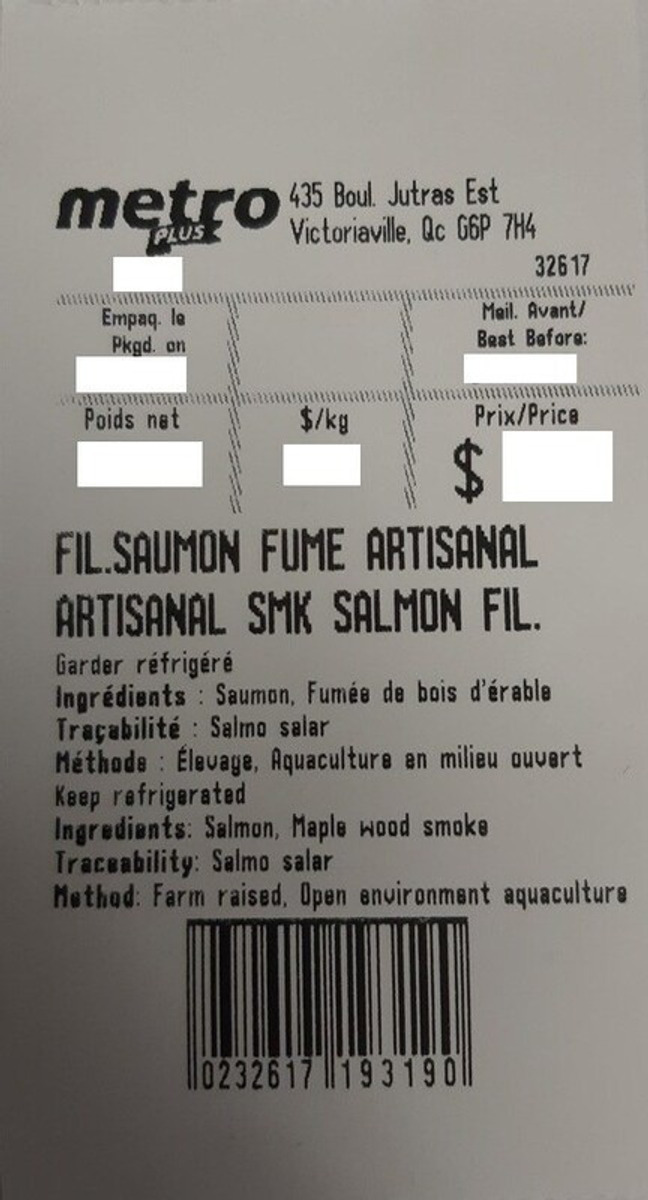 metro PLUS
435 Boul. Jutras Est
Victoriaville, Qc G6P 7H4
32617
Empaq. le
Pkgd. on
Meil. Avant/
Best Before:
Poids net
$/kg
Prix/Price
$
FIL.SAUMON FUME ARTISANAL
ARTISANAL SMK SALMON FIL.
Garder réfrigéré
Ingrédients : Saumon, Fumée de bois d'érable
Traçabilité : Salmo salar
Méthode : Élevage, Aquaculture en milieu ouvert
Keep refrigerated
Ingredients: Salmon, Maple wood smoke
Traceability: Salmo salar
Method: Farm raised, Open environment aquaculture
0232617 193190